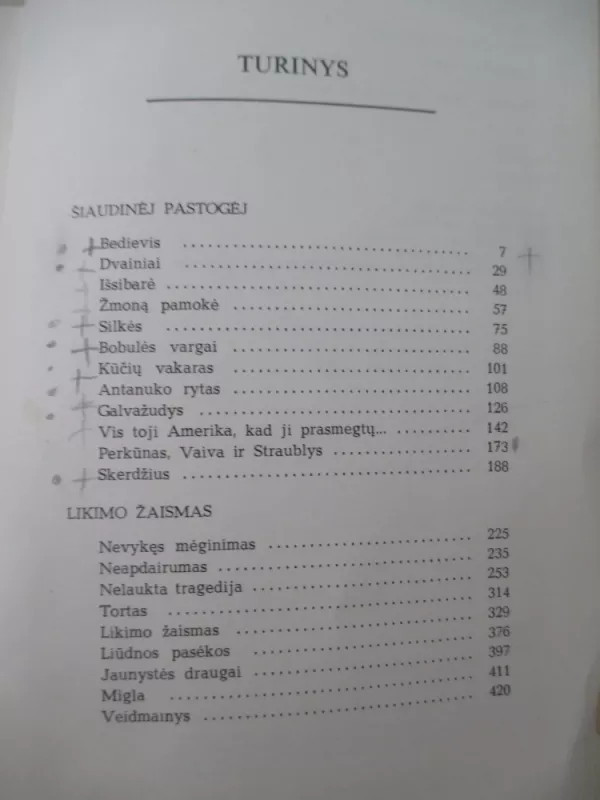 TURINYS
ŠIAUDINĖJ PASTOGĖJ
Bedievis 7
Dvainiai 29
Išsibarė 48
Žmoną pamokė 57
Silkės 75
Bobulės vargai 88
Kūčių vakaras 101
Antanuko rytas 108
Galvažudys 126
Vis toji Amerika, kad ji prasmegtų... 142
Perkūnas, Vaiva ir Straublys 173
Skerdžius 188
LIKIMO ŽAISMAS
Nevykęs mėginimas 225
Neapdairumas 235
Nelaukta tragedija 253
Tortas 314
Likimo žaismas 329
Liūdnos pasėkos 376
Jaunystės draugai 397
Migla 411
Veidmainys 420